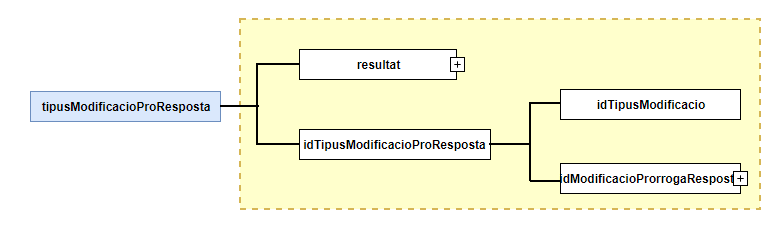 resultat
tipusModificacioProResposta
idTipusModificacio
idTipusModificacioProResposta
idModificacioProrrogaRespost